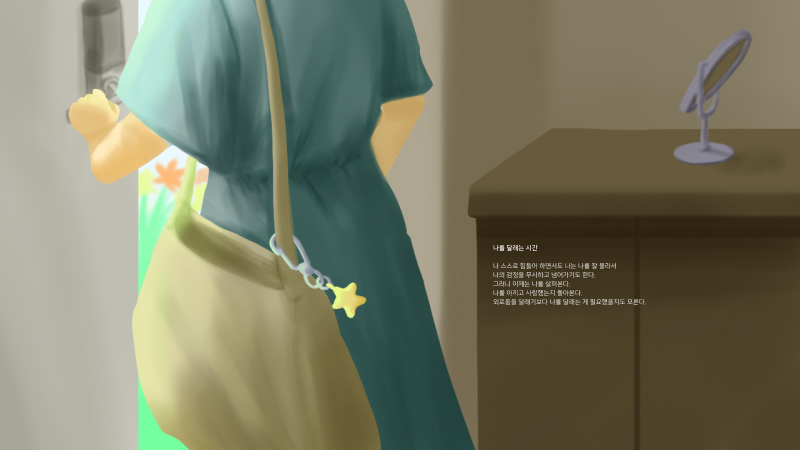 나를 달래는 시간
나 스스로 힘들어 하면서도 나는 나를 잘 몰라서
나의 감정을 무시하고 넘어가기도 한다.
그러니 이제는 나를 살펴본다.
나를 아끼고 사랑했는지 돌아본다.
외로움을 달래기보다 나를 달래는 게 필요했을지도 모른다.